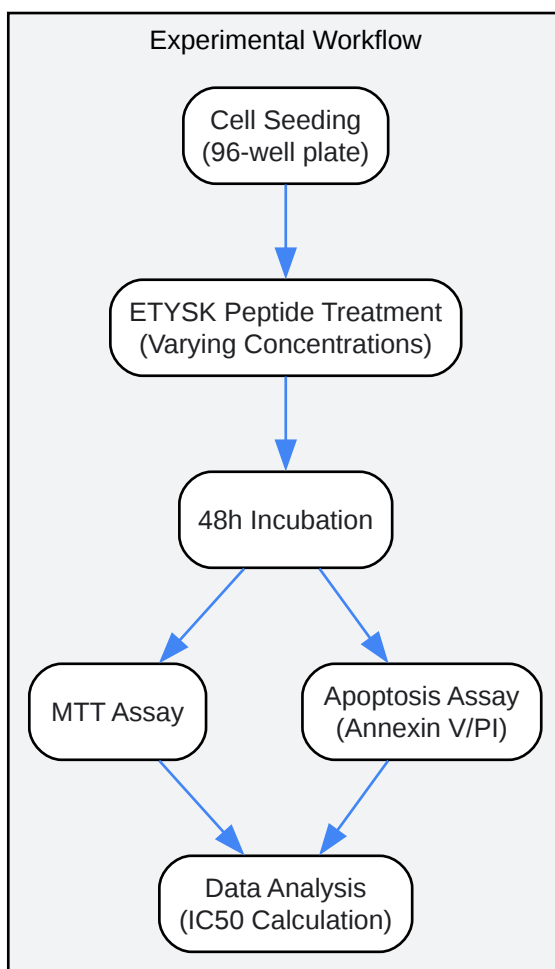 Experimental Workflow
Cell Seeding
(96-well plate)
ETYSK Peptide Treatment
(Varying Concentrations)
48h Incubation
MTT Assay
Apoptosis Assay
(Annexin V/PI)
Data Analysis
(IC50 Calculation)